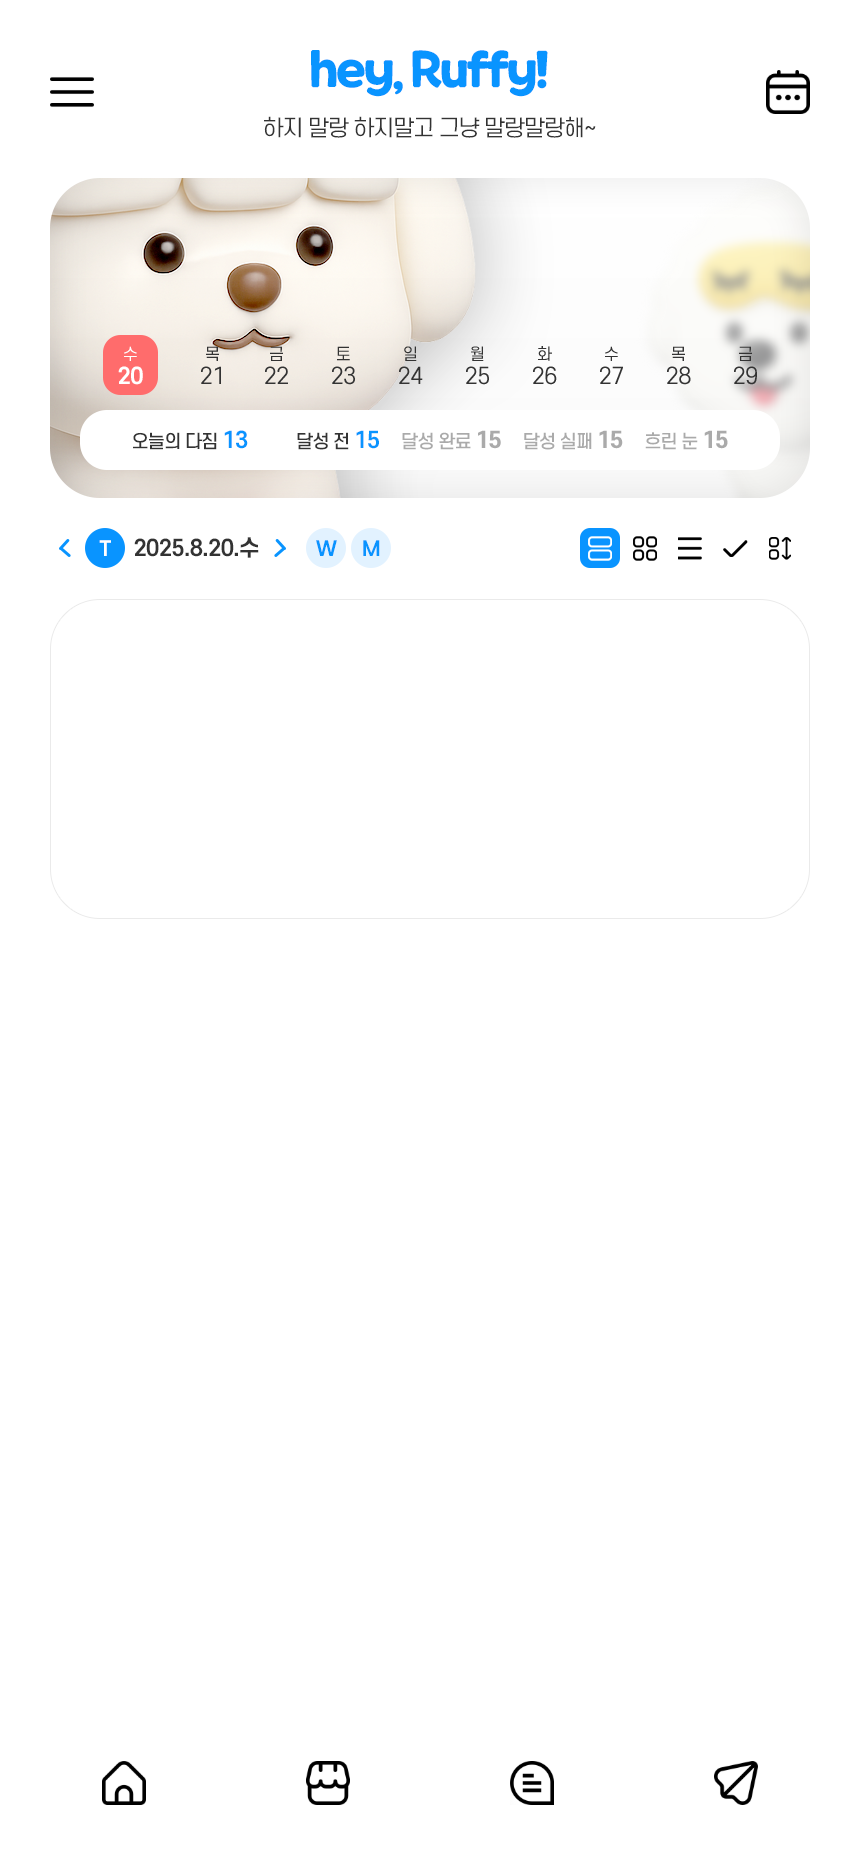 hey, Ruffy!
하지 말랑 하지말고 그냥 말랑말랑해~
수 목 금 토 일 월 화 수 목 금
20 21 22 23 24 25 26 27 28 29
오늘의 다짐 13 달성 전 15 달성 완료 15 달성 실패 15 흐린 눈 15
T 2025.8.20.수 W M